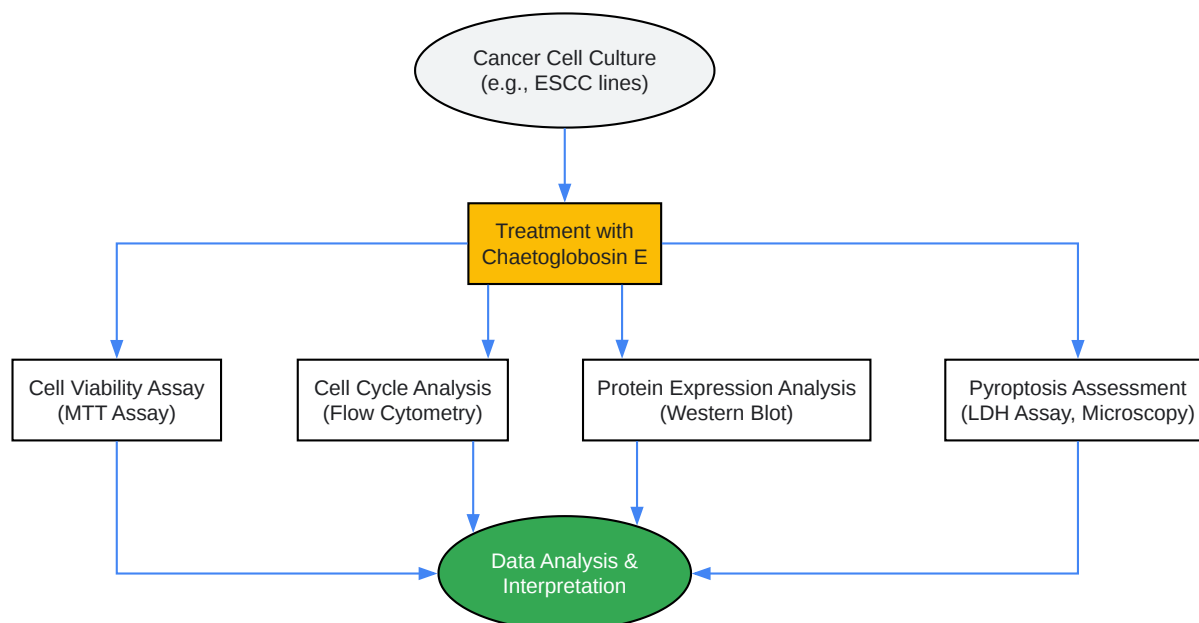 Cancer Cell Culture
(e.g., ESCC lines)
Treatment with
Chaetoglobosin E
Cell Viability Assay
(MTT Assay)
Cell Cycle Analysis
(Flow Cytometry)
Protein Expression Analysis
(Western Blot)
Pyroptosis Assessment
(LDH Assay, Microscopy)
Data Analysis &
Interpretation